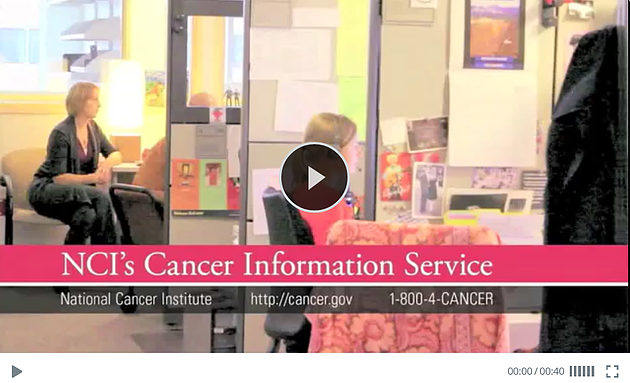 NCI's Cancer Information Service
National Cancer Institute http://cancer.gov 1-800-4-CANCER
00:00 / 00:40